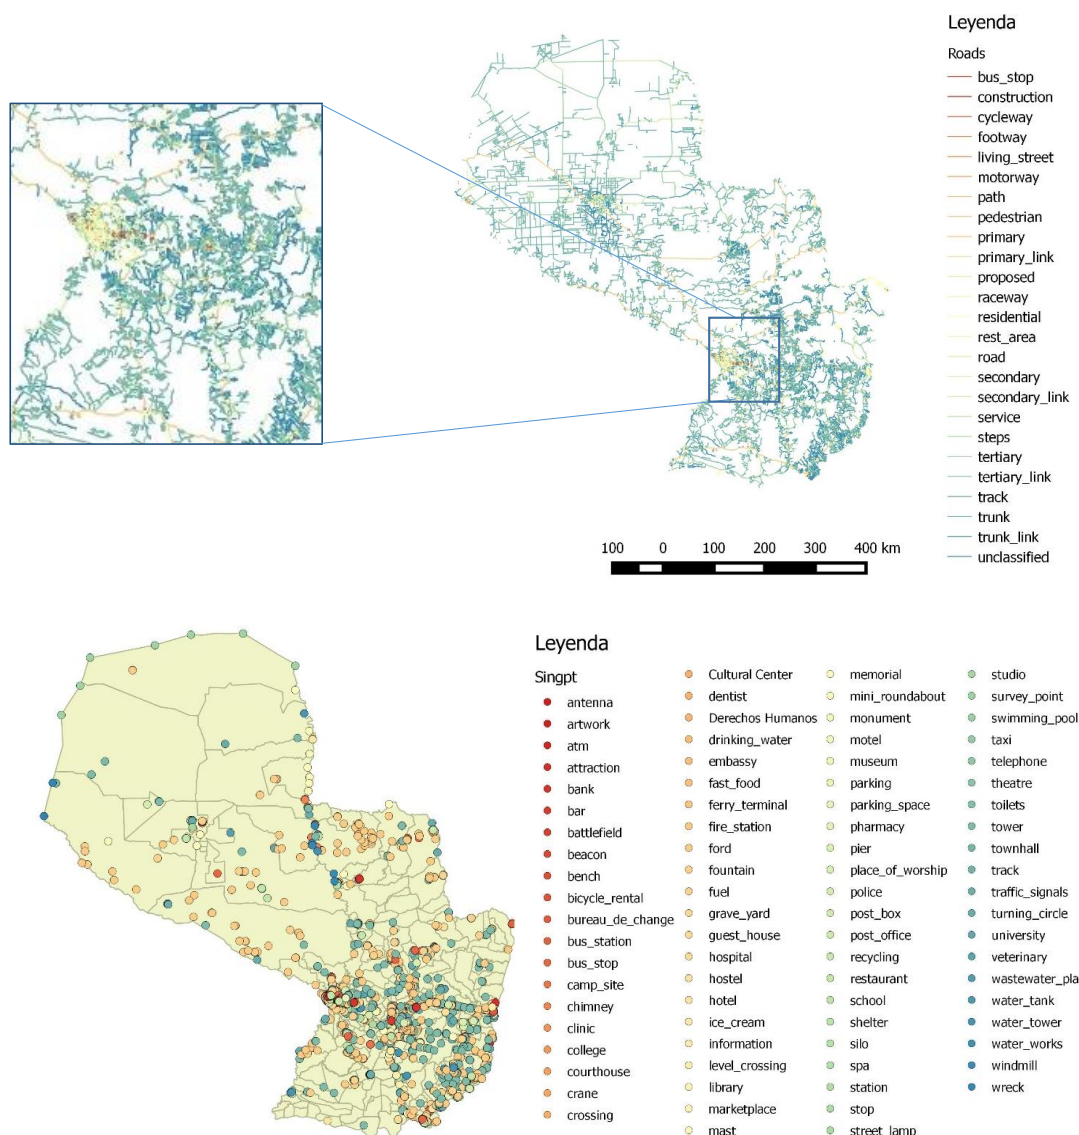 Leyenda
Roads
bus_stop
construction
cycleway
footway
living_street
motorway
path
pedestrian
primary
primary_link
proposed
raceway
residential
rest_area
road
secondary
secondary_link
service
steps
tertiary
tertiary_link
track
trunk
trunk_link
unclassified
100 0 100 200 300 400 km
Leyenda
Singpt
antenna
artwork
atm
attraction
bank
bar
battlefield
beacon
bench
bicycle_rental
bureau_de_change
bus_station
bus_stop
camp_site
chimney
clinic
college
courthouse
crane
crossing
Cultural Center
dentist
Derechos Humanos
drinking_water
embassy
fast_food
ferry_terminal
fire_station
ford
fountain
fuel
grave_yard
guest_house
hospital
hostel
hotel
ice_cream
information
level_crossing
library
marketplace
mast
memorial
mini_roundabout
monument
motel
museum
parking
parking_space
pharmacy
pier
place_of_worship
police
post_box
post_office
recycling
restaurant
school
shelter
silo
spa
station
stop
street_lamp
studio
survey_point
swimming_pool
taxi
telephone
theatre
toilets
tower
townhall
track
traffic_signals
turning_circle
university
veterinary
wastewater_pla
water_tank
water_tower
water_works
windmill
wreck